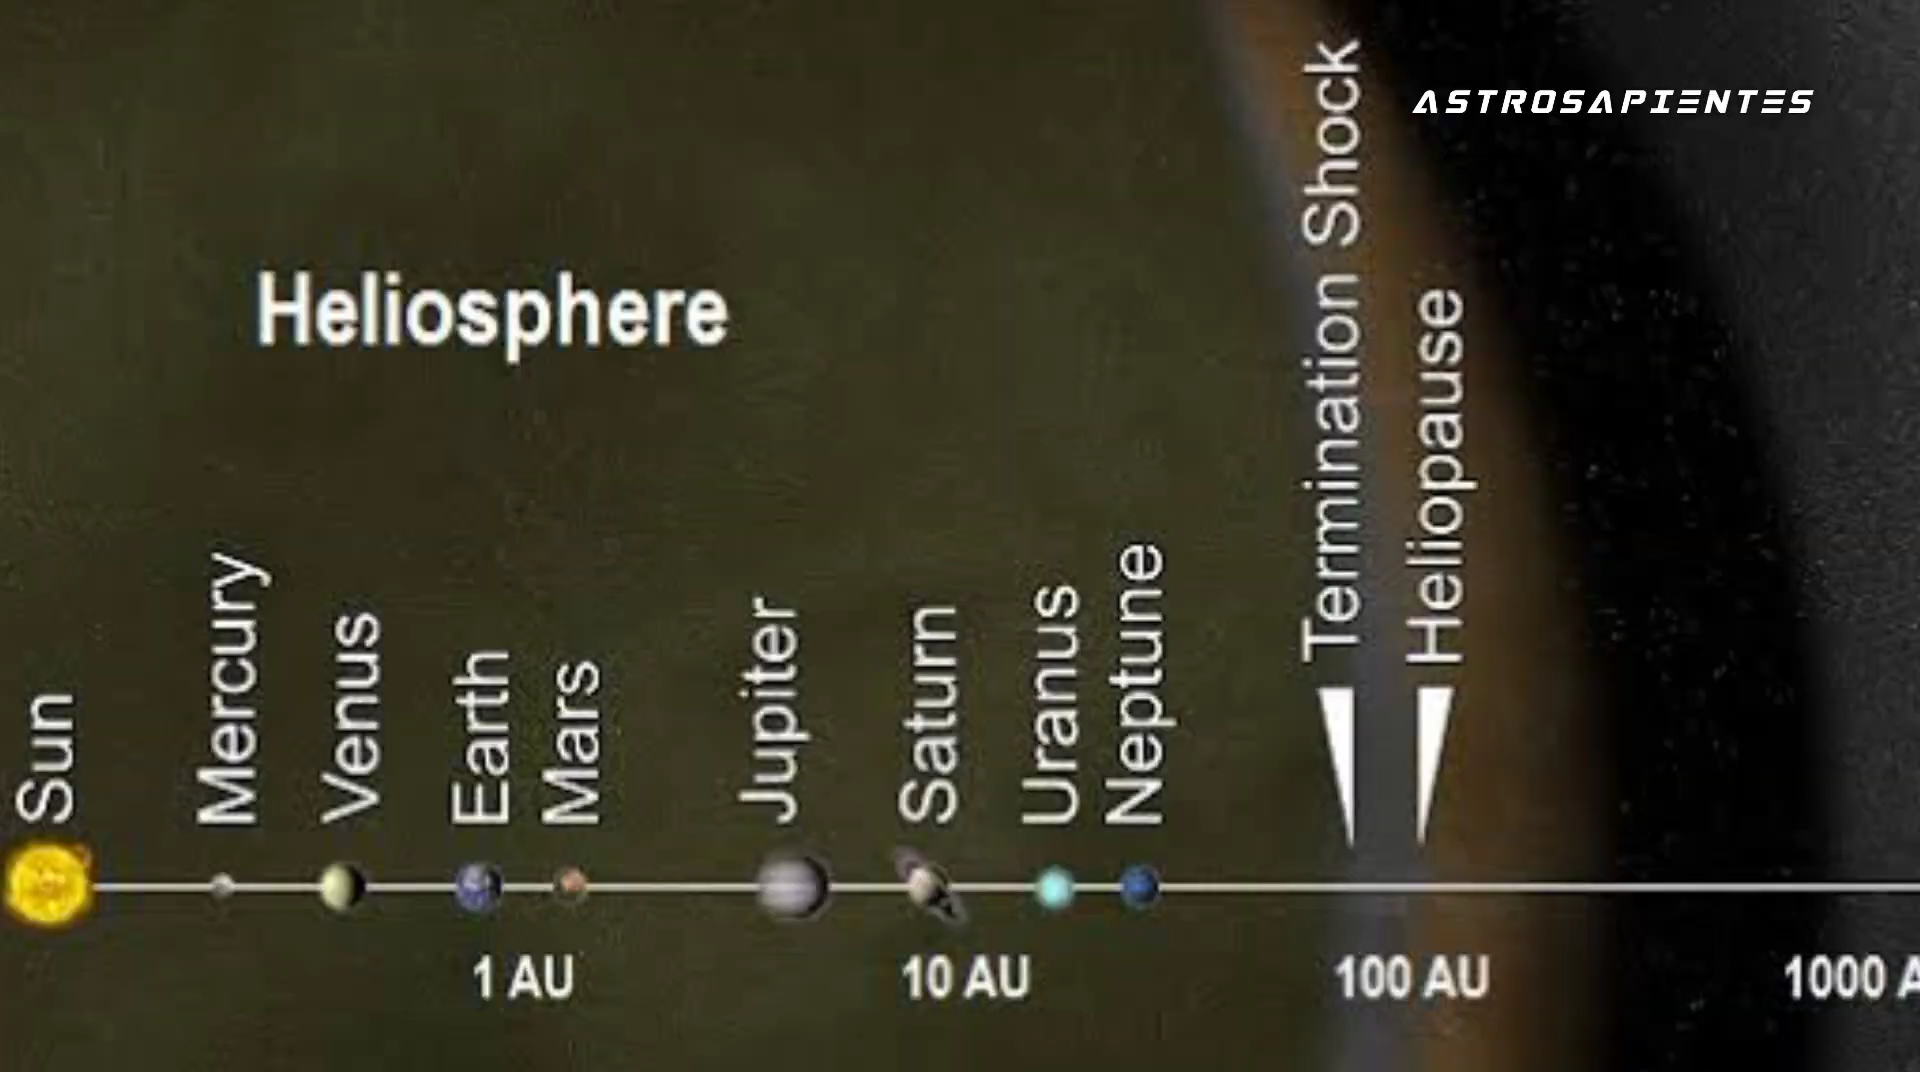 ASTROSAPIENTES
Heliosphere
Sun
Mercury
Venus
Earth
Mars
Jupiter
Saturn
Uranus
Neptune
Termination Shock
Heliopause
1 AU
10 AU
100 AU
1000 A